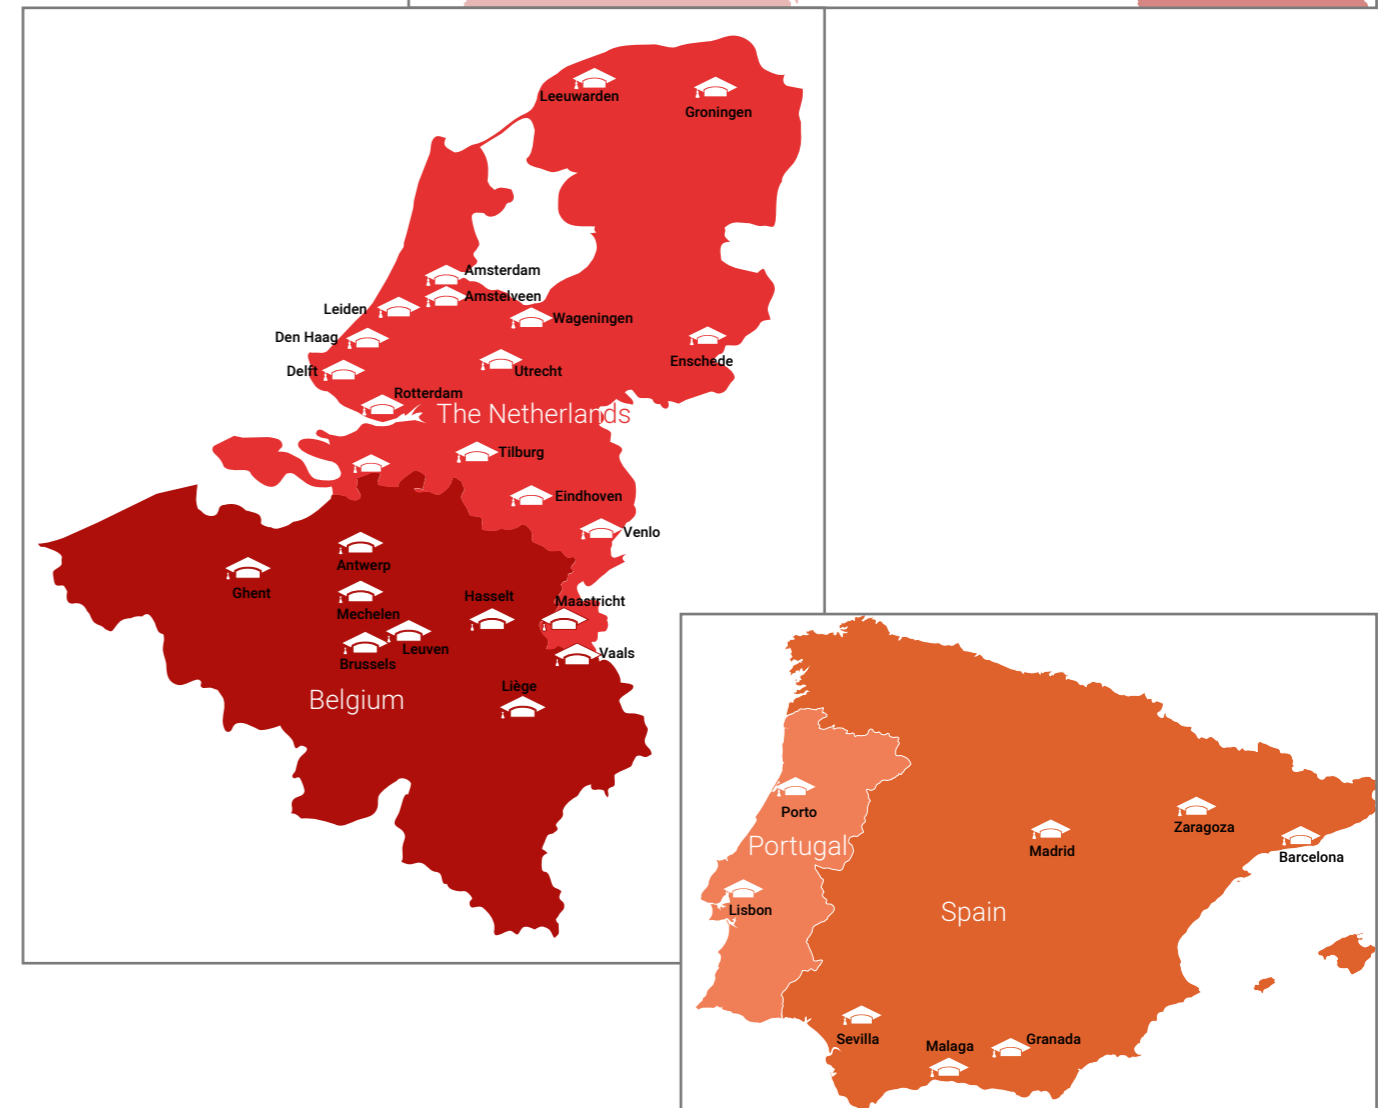 Leeuwarden
Groningen
Amsterdam
Amstelveen
Leiden
Wageningen
Den Haag
Enschede
Delft
Utrecht
Rotterdam
The Netherlands
Tilburg
Eindhoven
Venlo
Antwerp
Ghent
Hasselt
Maastricht
Mechelen
Leuven
Vaals
Brussels
Liège
Belgium
Porto
Zaragoza
Portugal
Madrid
Barcelona
Lisbon
Spain
Sevilla
Malaga
Granada